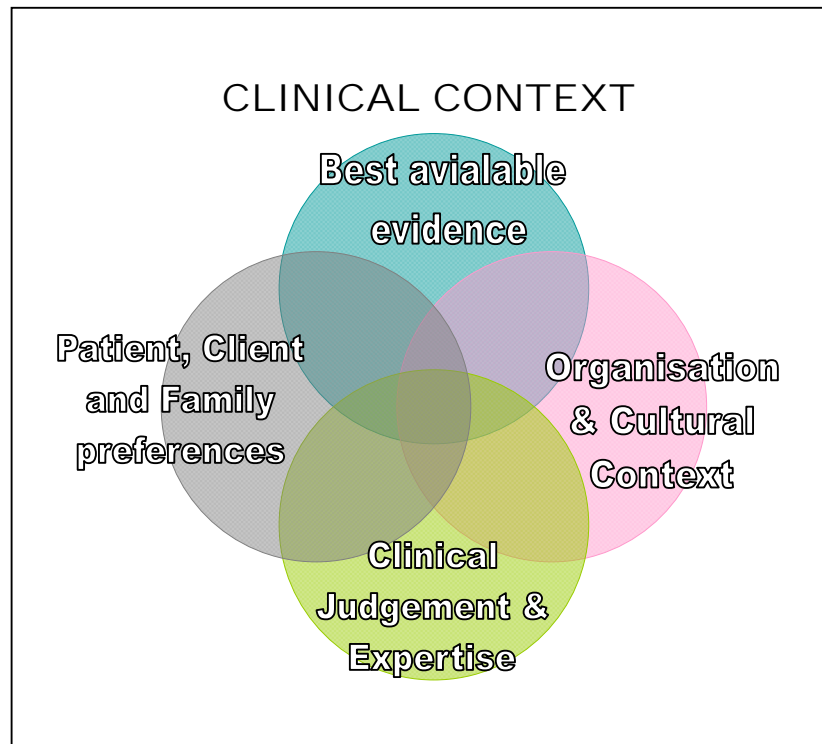 CLINICAL CONTEXT
Best avialable
evidence
Patient, Client
and Family
preferences
Organisation
& Cultural
Context
Clinical
Judgement &
Expertise